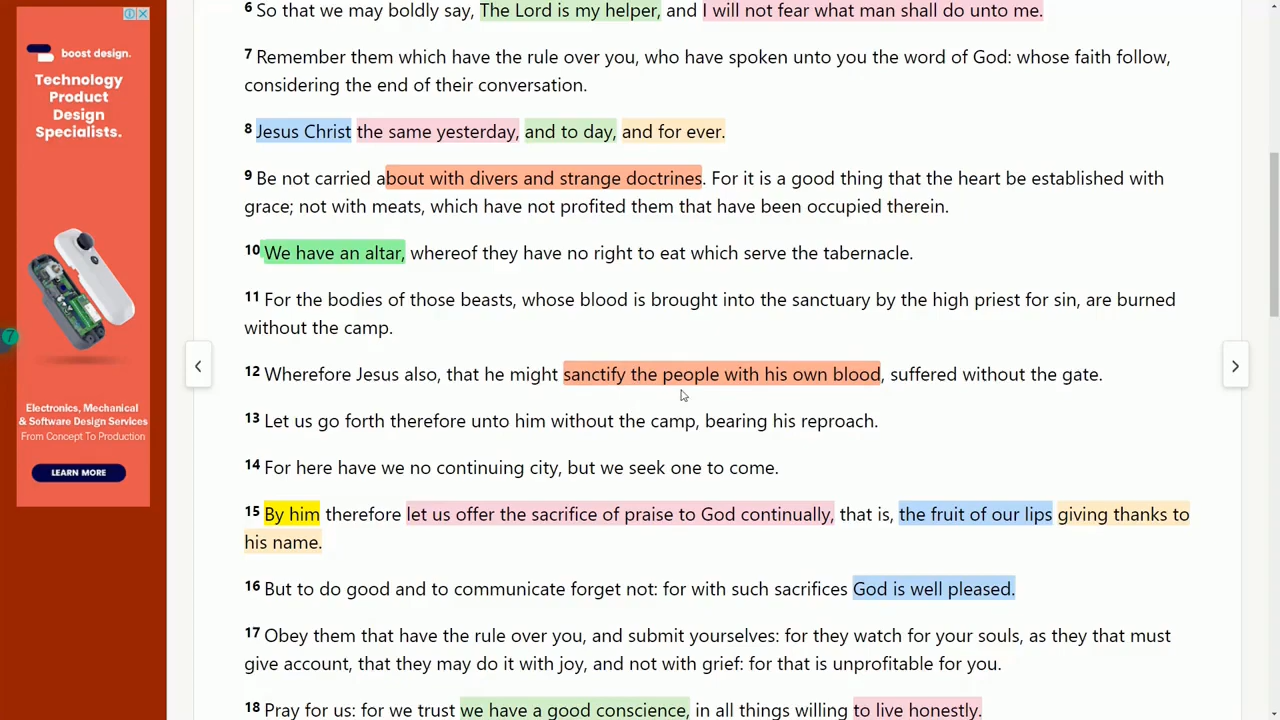 boost design.
Technology
Product
Design
Specialists.
Electronics, Mechanical
& Software Design Services
From Concept To Production
LEARN MORE
7
6 So that we may boldly say, The Lord is my helper, and I will not fear what man shall do unto me.
7 Remember them which have the rule over you, who have spoken unto you the word of God: whose faith follow,
considering the end of their conversation.
8 Jesus Christ the same yesterday, and to day, and for ever.
9 Be not carried about with divers and strange doctrines. For it is a good thing that the heart be established with
grace; not with meats, which have not profited them that have been occupied therein.
10 We have an altar, whereof they have no right to eat which serve the tabernacle.
11 For the bodies of those beasts, whose blood is brought into the sanctuary by the high priest for sin, are burned
without the camp.
12 Wherefore Jesus also, that he might sanctify the people with his own blood, suffered without the gate.
13 Let us go forth therefore unto him without the camp, bearing his reproach.
14 For here have we no continuing city, but we seek one to come.
15 By him therefore let us offer the sacrifice of praise to God continually, that is, the fruit of our lips giving thanks to
his name.
16 But to do good and to communicate forget not: for with such sacrifices God is well pleased.
17 Obey them that have the rule over you, and submit yourselves: for they watch for your souls, as they that must
give account, that they may do it with joy, and not with grief: for that is unprofitable for you.
18 Pray for us: for we trust we have a good conscience, in all things willing to live honestly.